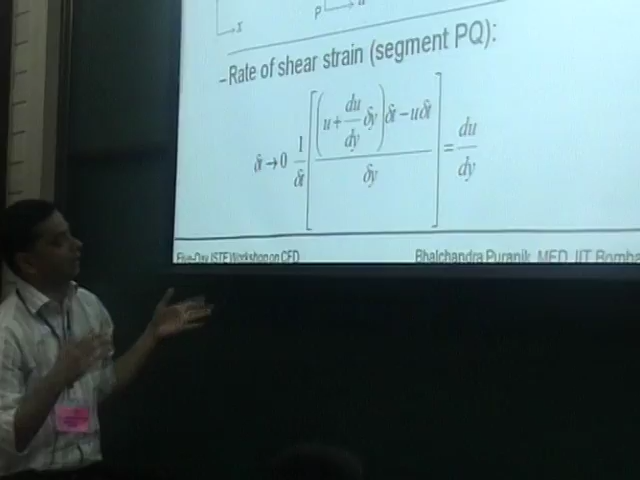 x
P
–Rate of shear strain (segment PQ):
δt→0 1/δt [ ( (u + du/dy δy) δt – u δt ) / δy ] = du/dy
Five-Day ISTE Workshop on CFD
Bhalchandra Puranik, MED, IIT Bomba